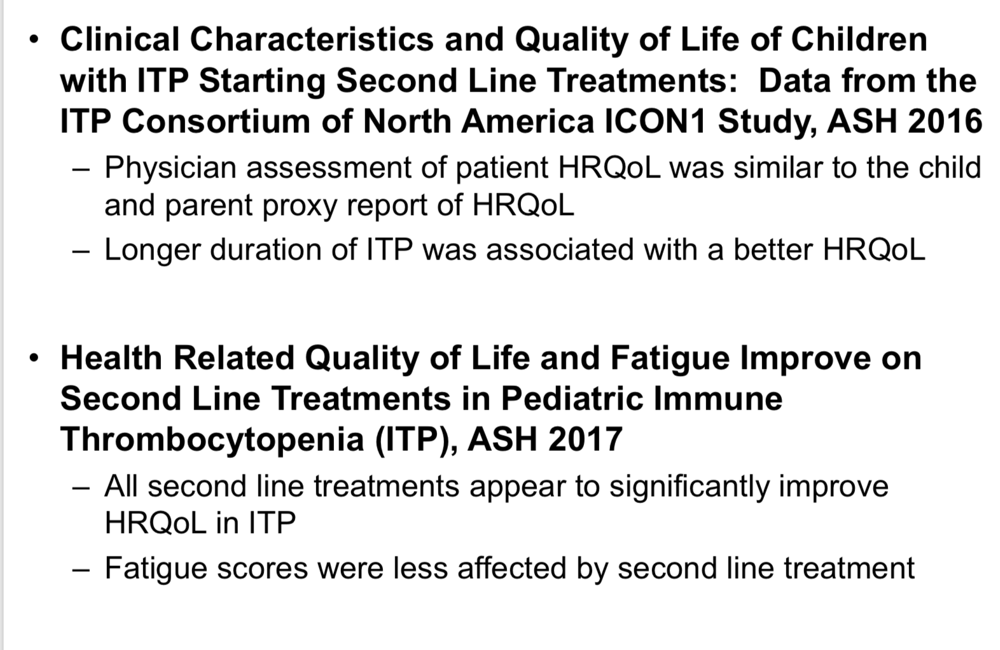 • Clinical Characteristics and Quality of Life of Children
with ITP Starting Second Line Treatments:  Data from the
ITP Consortium of North America ICON1 Study, ASH 2016
– Physician assessment of patient HRQoL was similar to the child
and parent proxy report of HRQoL
– Longer duration of ITP was associated with a better HRQoL
• Health Related Quality of Life and Fatigue Improve on
Second Line Treatments in Pediatric Immune
Thrombocytopenia (ITP), ASH 2017
– All second line treatments appear to significantly improve
HRQoL in ITP
– Fatigue scores were less affected by second line treatment